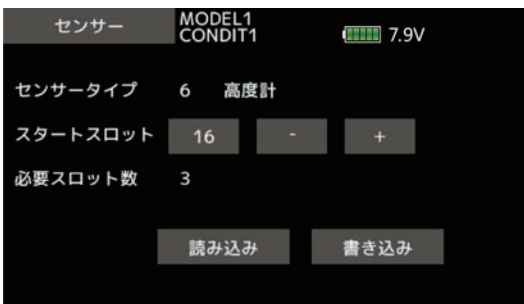 センサー
MODEL1
CONDIT1
7.9V
センサータイプ 6 高度計
スタートスロット 16 - +
必要スロット数 3
読み込み 書き込み